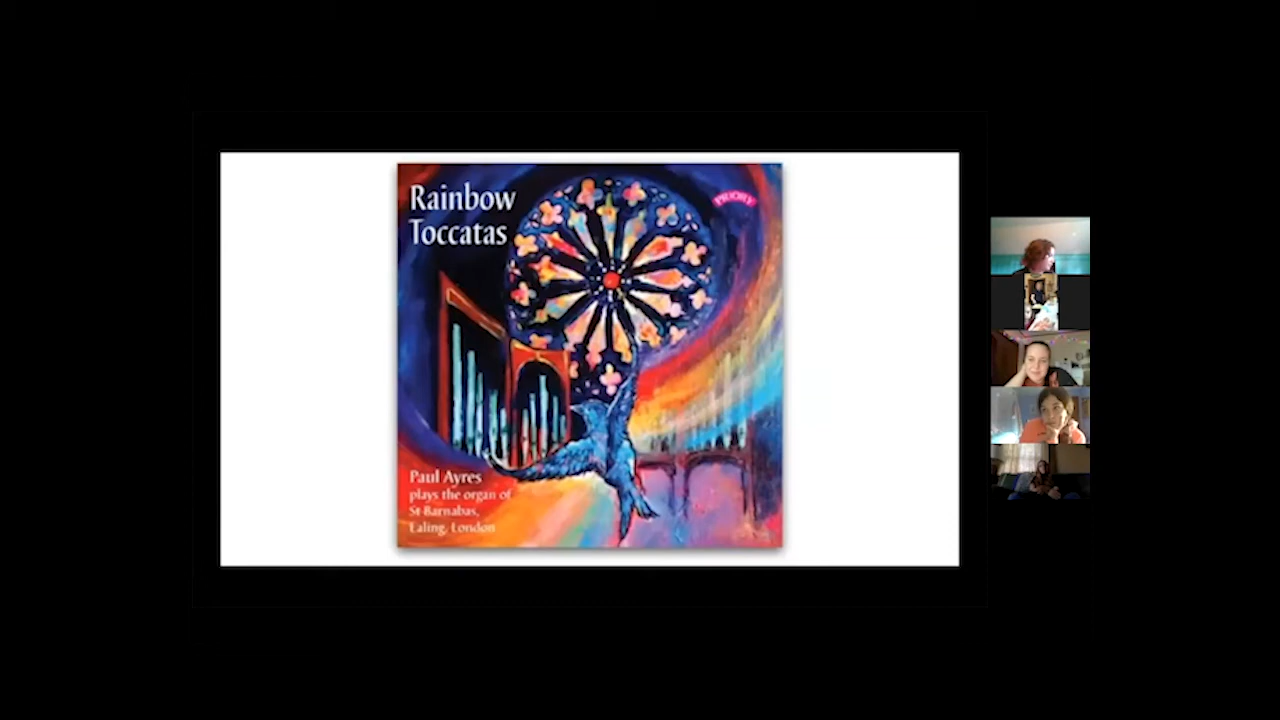 Rainbow
Toccatas
PRIORY
Paul Ayres
plays the organ of
St Barnabas,
Ealing, London